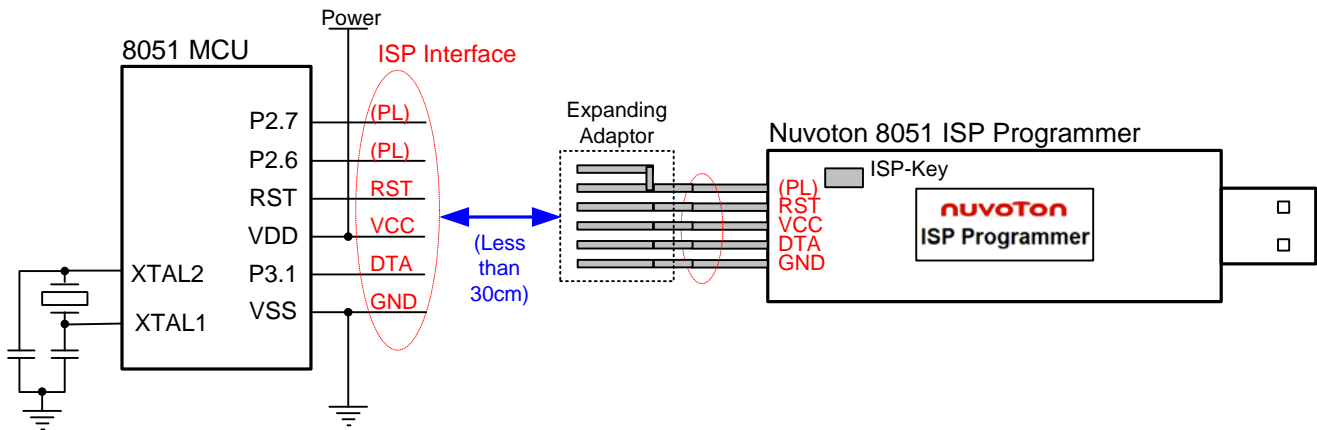 Power
8051 MCU
ISP Interface
P2.7
(PL)
P2.6
(PL)
RST
RST
VDD
VCC
P3.1
DTA
VSS
GND
XTAL2
XTAL1
(Less
than
30cm)
Expanding
Adaptor
Nuvoton 8051 ISP Programmer
ISP-Key
(PL)
RST
VCC
DTA
GND
nuvoTon
ISP Programmer